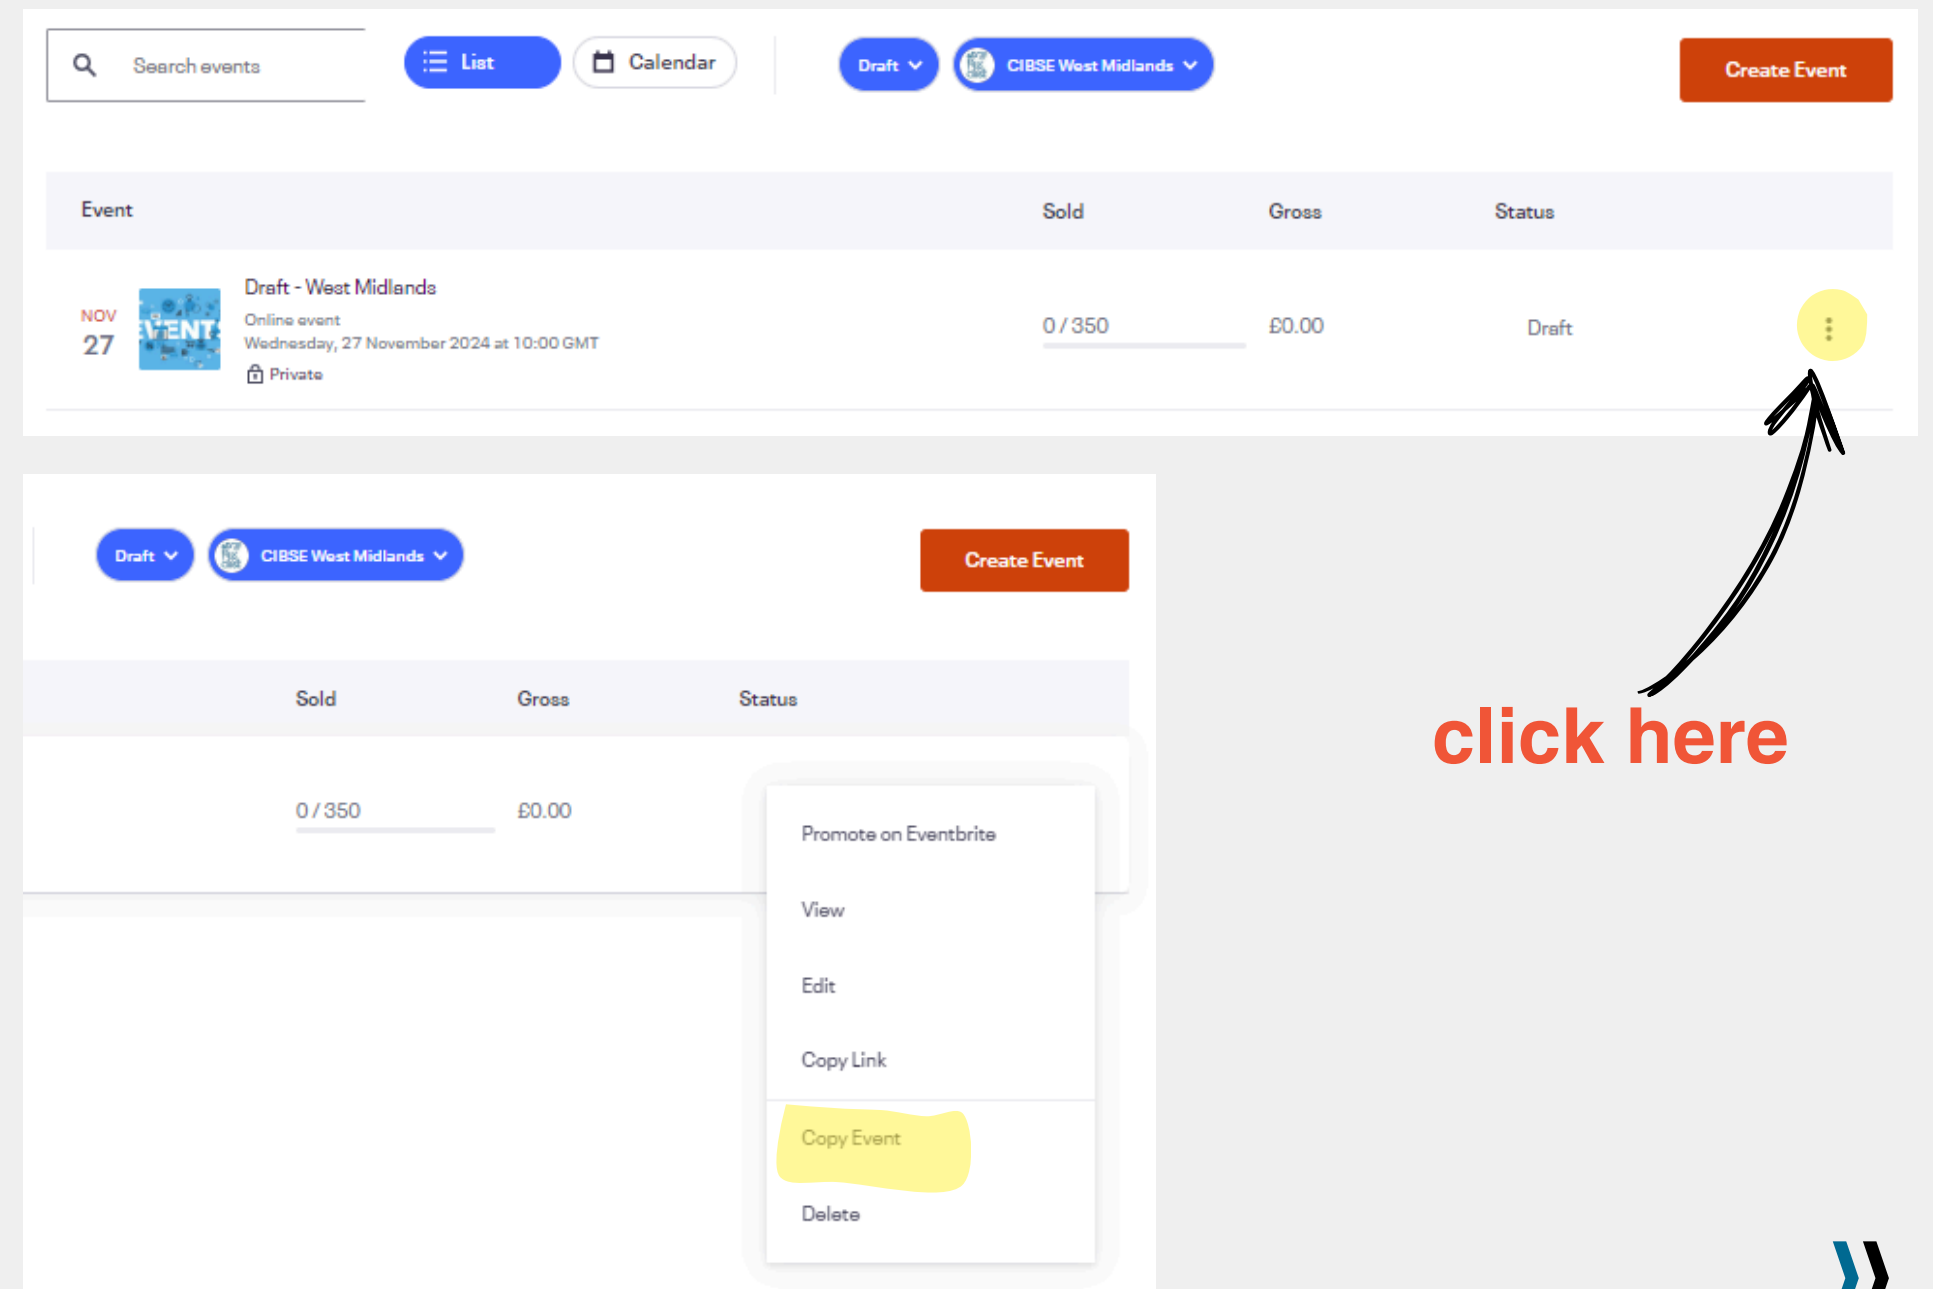 Search events
List
Calendar
Draft
CIBSE West Midlands
Create Event
Event
Sold
Gross
Status
NOV
27
EVENTS
Draft - West Midlands
Online event
Wednesday, 27 November 2024 at 10:00 GMT
Private
0 / 350
£0.00
Draft
click here
Draft
CIBSE West Midlands
Create Event
Sold
Gross
Status
0 / 350
£0.00
Promote on Eventbrite
View
Edit
Copy Link
Copy Event
Delete